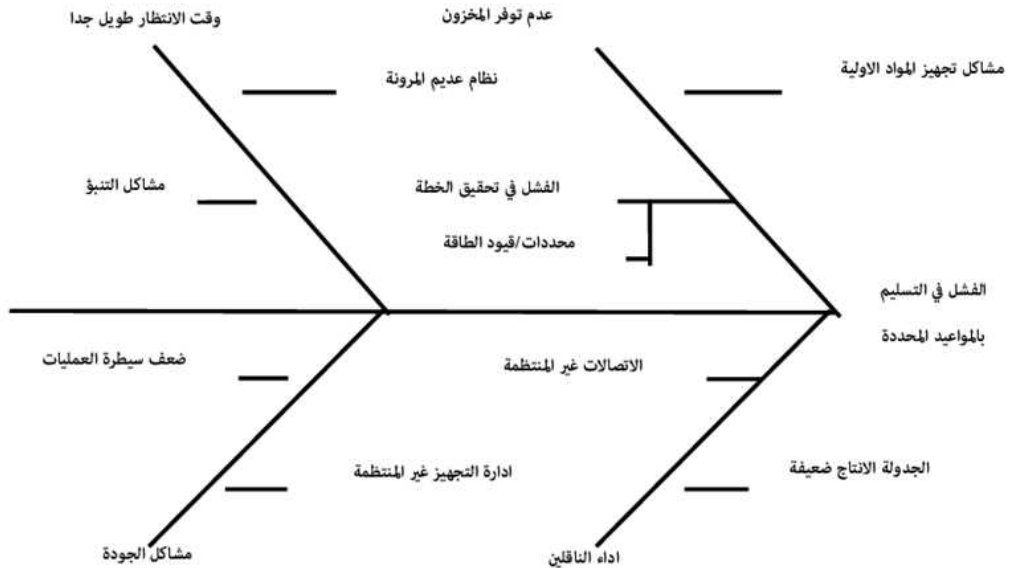 وقت الانتظار طويل جدا
عدم توفر المخزون
مشاكل تجهيز المواد الاولية
نظام عديم المرونة
مشاكل التنبؤ
الفشل في تحقيق الخطة
محددات/قيود الطاقة
الفشل في التسليم
بالمواعيد المحددة
ضعف سيطرة العمليات
الاتصالات غير المنتظمة
ادارة التجهيز غير المنتظمة
الجدولة الانتاج ضعيفة
مشاكل الجودة
اداء الناقلين